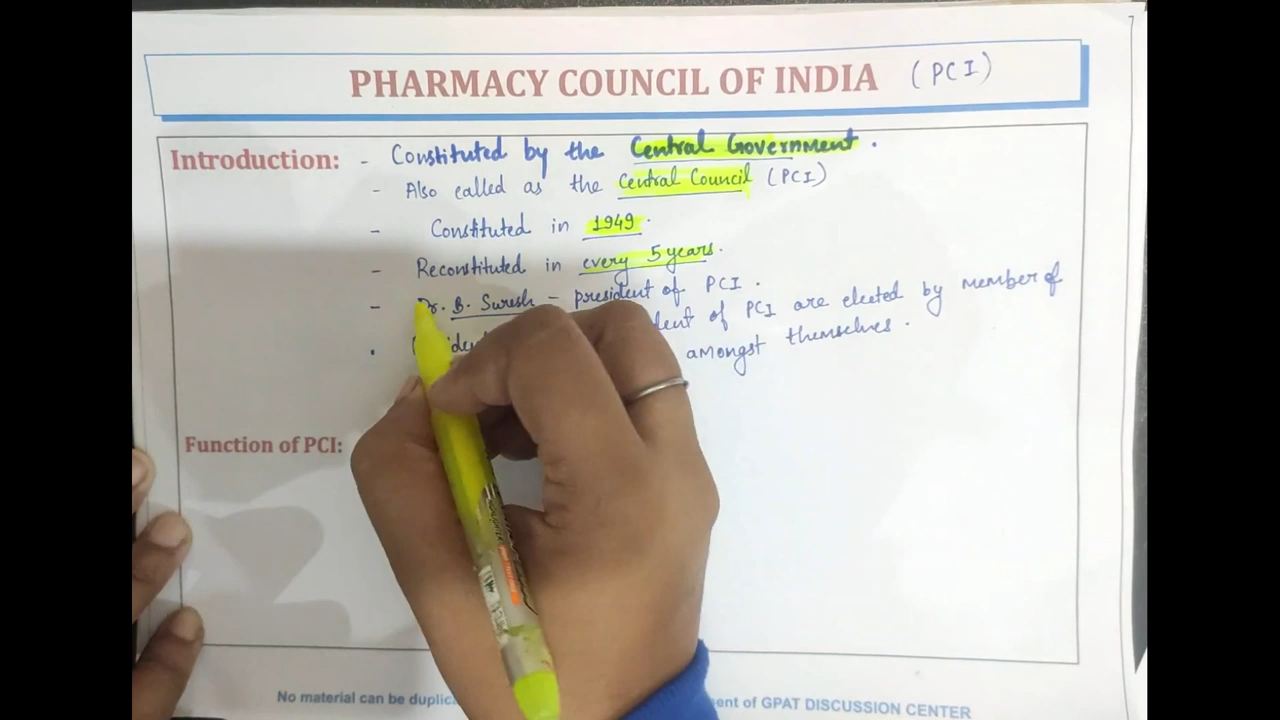 PHARMACY COUNCIL OF INDIA (PCI)
Introduction: - Constituted by the Central Government.
- Also called as the Central Council (PCI)
- Constituted in 1949.
- Reconstituted in every 5 years.
- Dr. B. Suresh - president of PCI.
of PCI are elected by member of
amongst themselves.
Function of PCI:
No material can be
of GPAT DISCUSSION CENTER